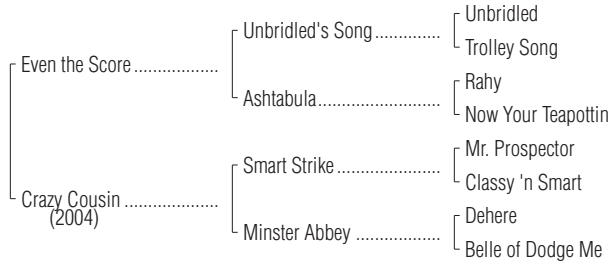 Unbridled
Unbridled's Song..............
Trolley Song
Even the Score..................
Rahy
Ashtabula..........................
Now Your Teapottin
Mr. Prospector
Smart Strike ......................
Classy 'n Smart
Crazy Cousin ....................
(2004)
Dehere
Minster Abbey ..................
Belle of Dodge Me